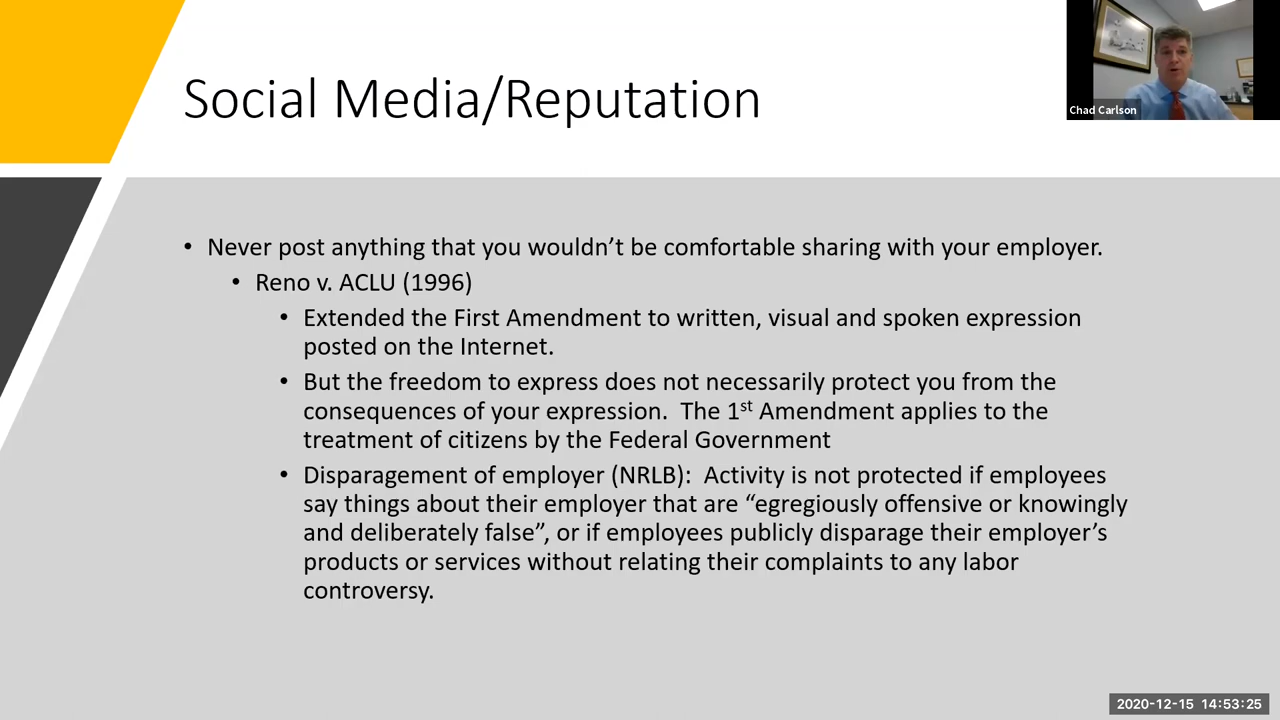 Social Media/Reputation
Chad Carlson
• Never post anything that you wouldn’t be comfortable sharing with your employer.
• Reno v. ACLU (1996)
• Extended the First Amendment to written, visual and spoken expression
posted on the Internet.
• But the freedom to express does not necessarily protect you from the
consequences of your expression.  The 1st Amendment applies to the
treatment of citizens by the Federal Government
• Disparagement of employer (NRLB):  Activity is not protected if employees
say things about their employer that are “egregiously offensive or knowingly
and deliberately false”, or if employees publicly disparage their employer’s
products or services without relating their complaints to any labor
controversy.
2020-12-15  14:53:25